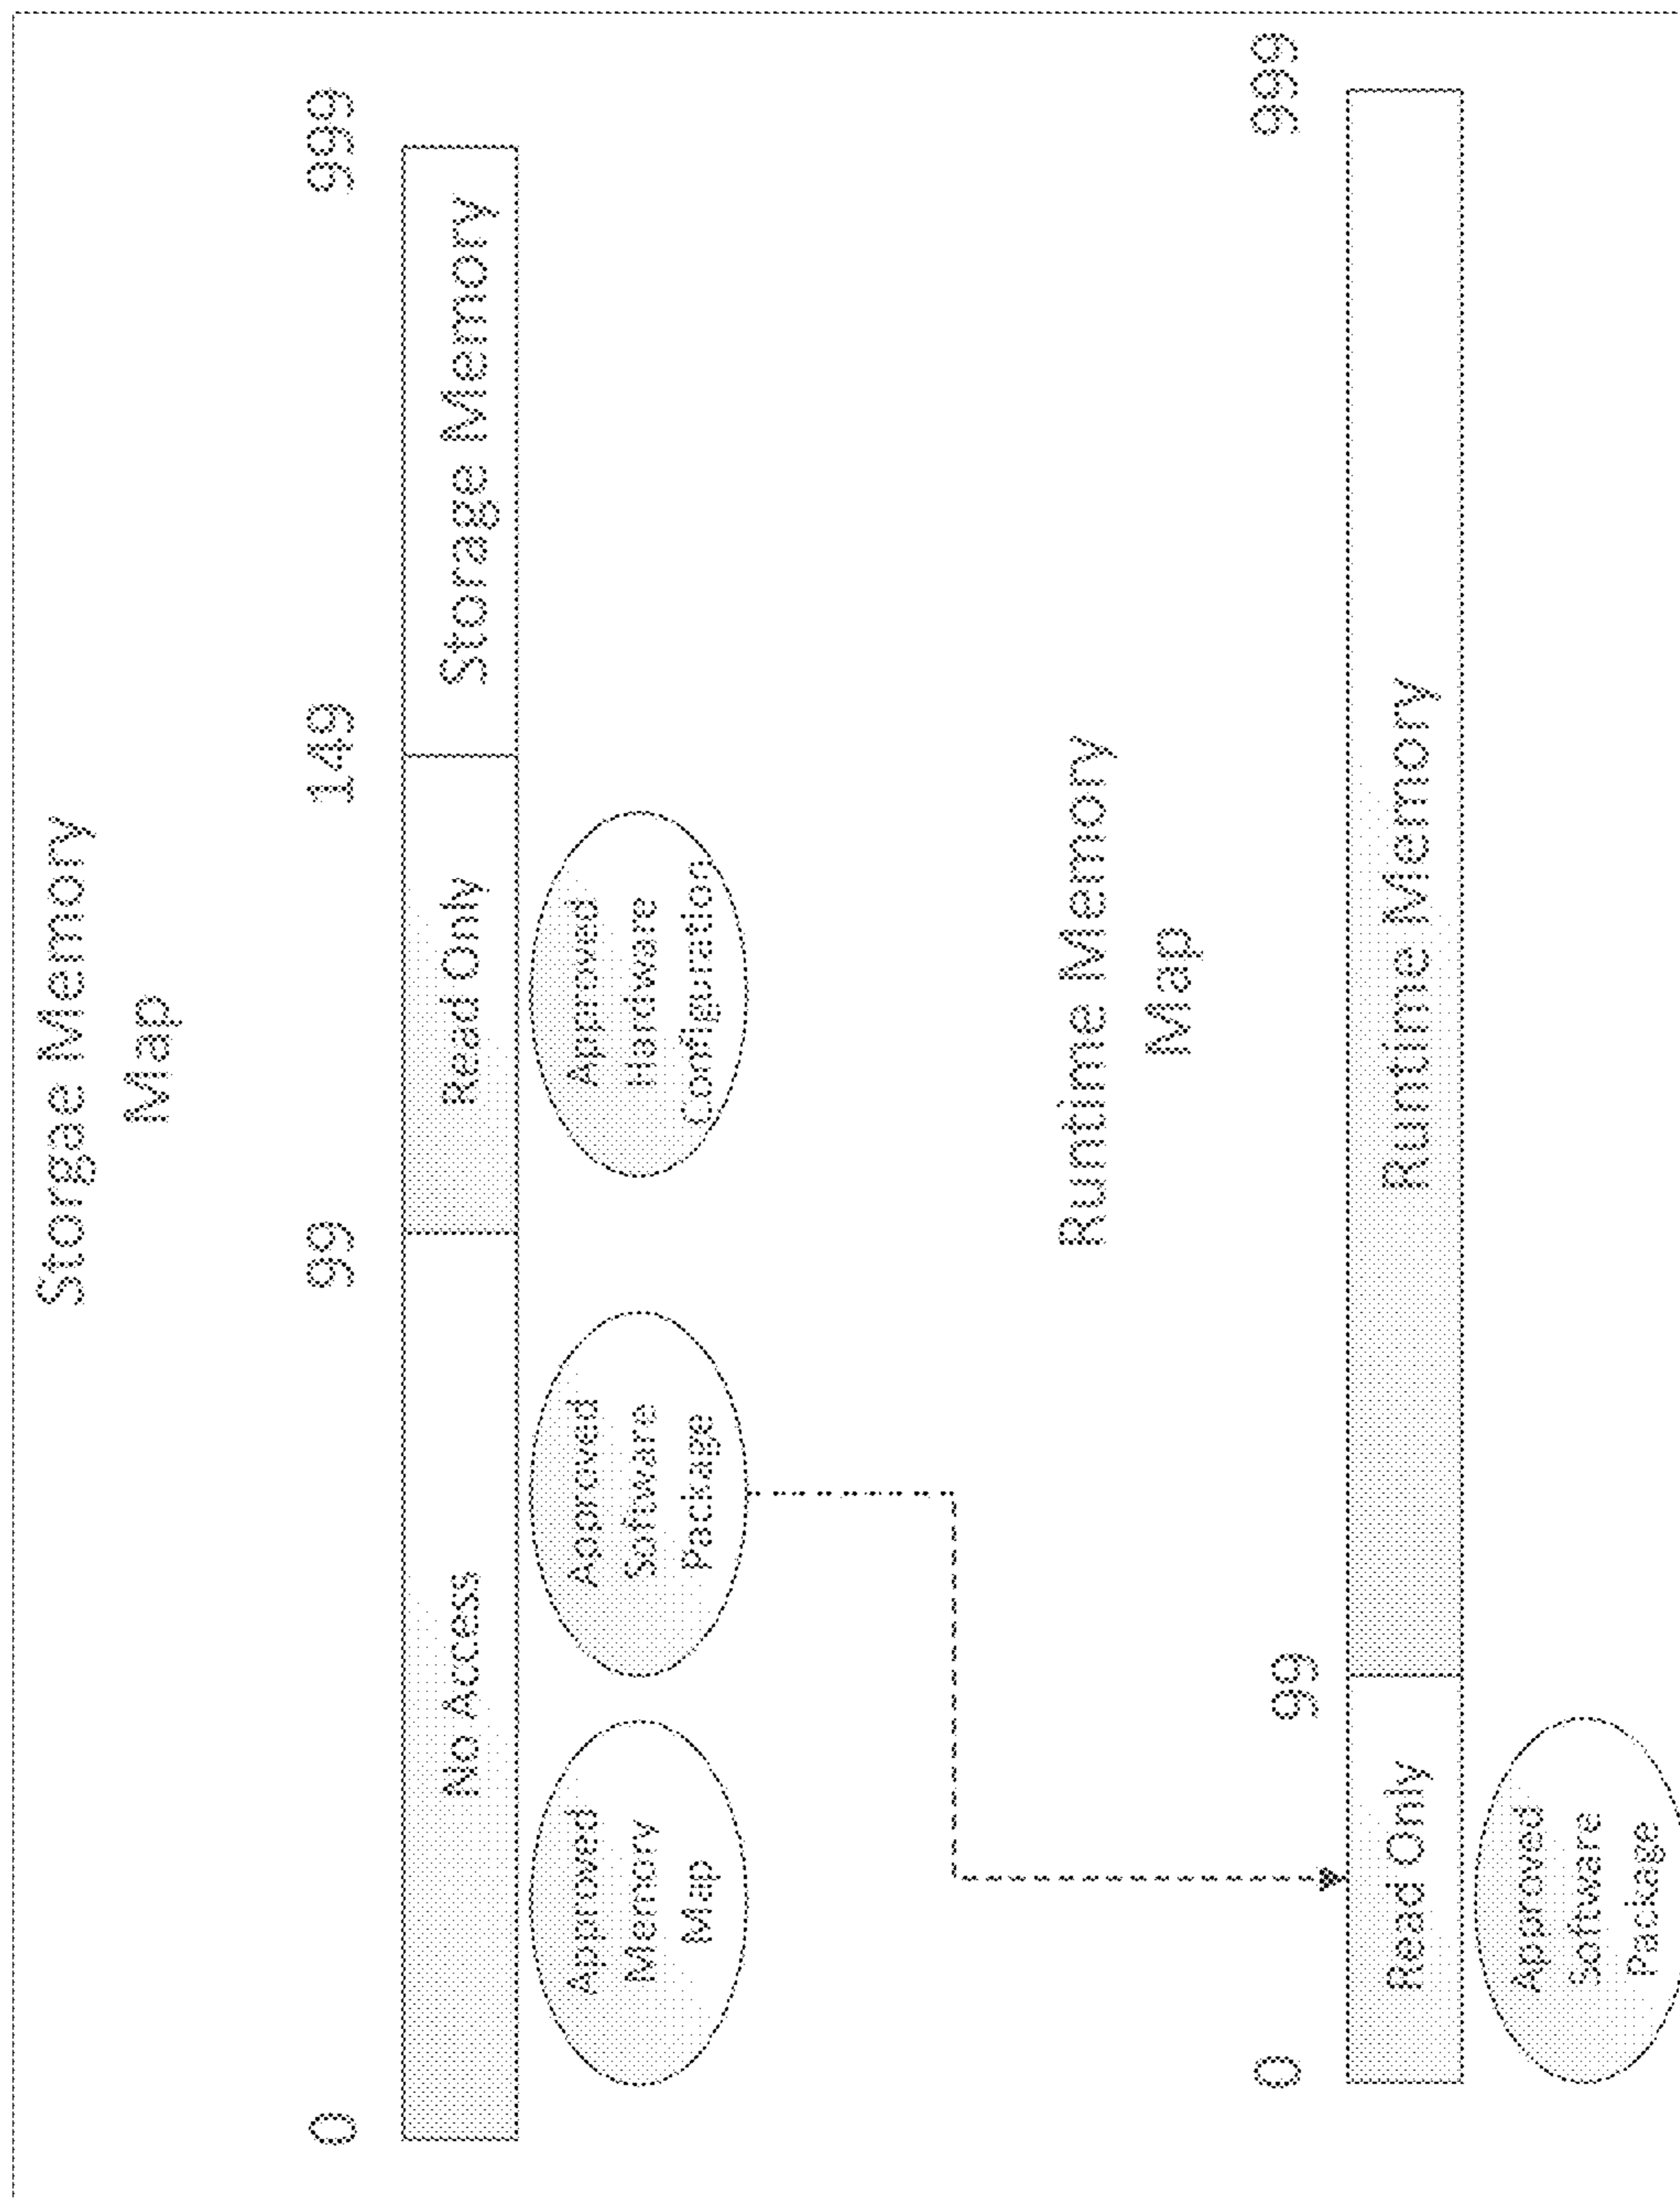 Storgae Memory
Map
0
99
149
999
No Access
Read Only
Storage Memory
Approved
Memory
Map
Approved
Software
Package
Approved
Hardware
Configuration
Runtime Memory
Map
0
99
999
Read Only
Runtime Memory
Approved
Software
Package